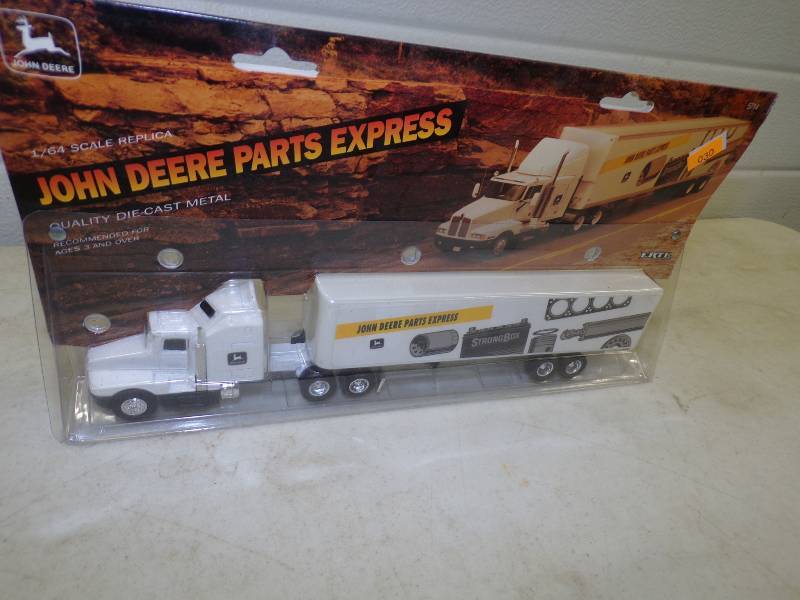 JOHN DEERE
1/64 SCALE REPLICA
JOHN DEERE PARTS EXPRESS
QUALITY DIE-CAST METAL
RECOMMENDED FOR
AGES 3 AND OVER
030
ERTL
JOHN DEERE PARTS EXPRESS
STRONGBOX